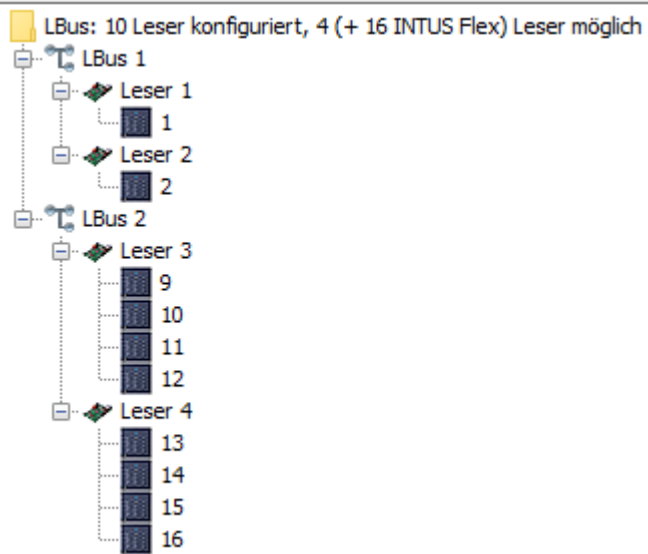 LBus: 10 Leser konfiguriert, 4 (+ 16 INTUS Flex) Leser möglich
LBus 1
Leser 1
1
Leser 2
2
LBus 2
Leser 3
9
10
11
12
Leser 4
13
14
15
16